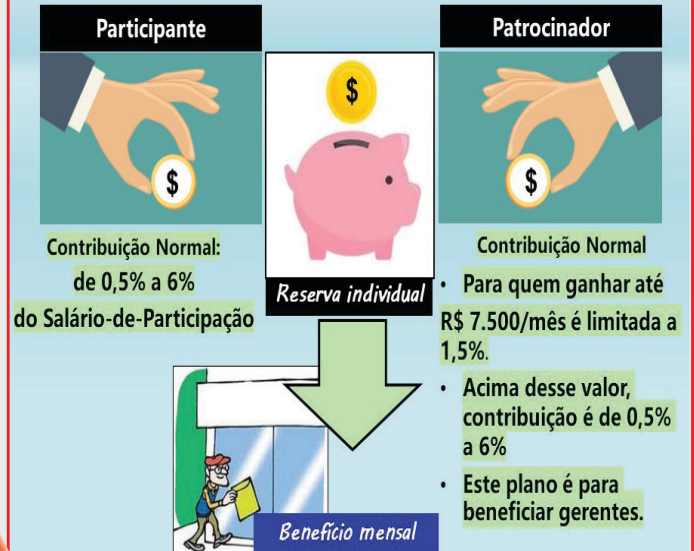 Participante
$
Contribuição Normal:
de 0,5% a 6%
do Salário-de-Participação
$
Reserva individual
Patrocinador
$
Contribuição Normal
• Para quem ganhar até
R$ 7.500/mês é limitada a
1,5%.
• Acima desse valor,
contribuição é de 0,5%
a 6%
• Este plano é para
beneficiar gerentes.
Benefício mensal